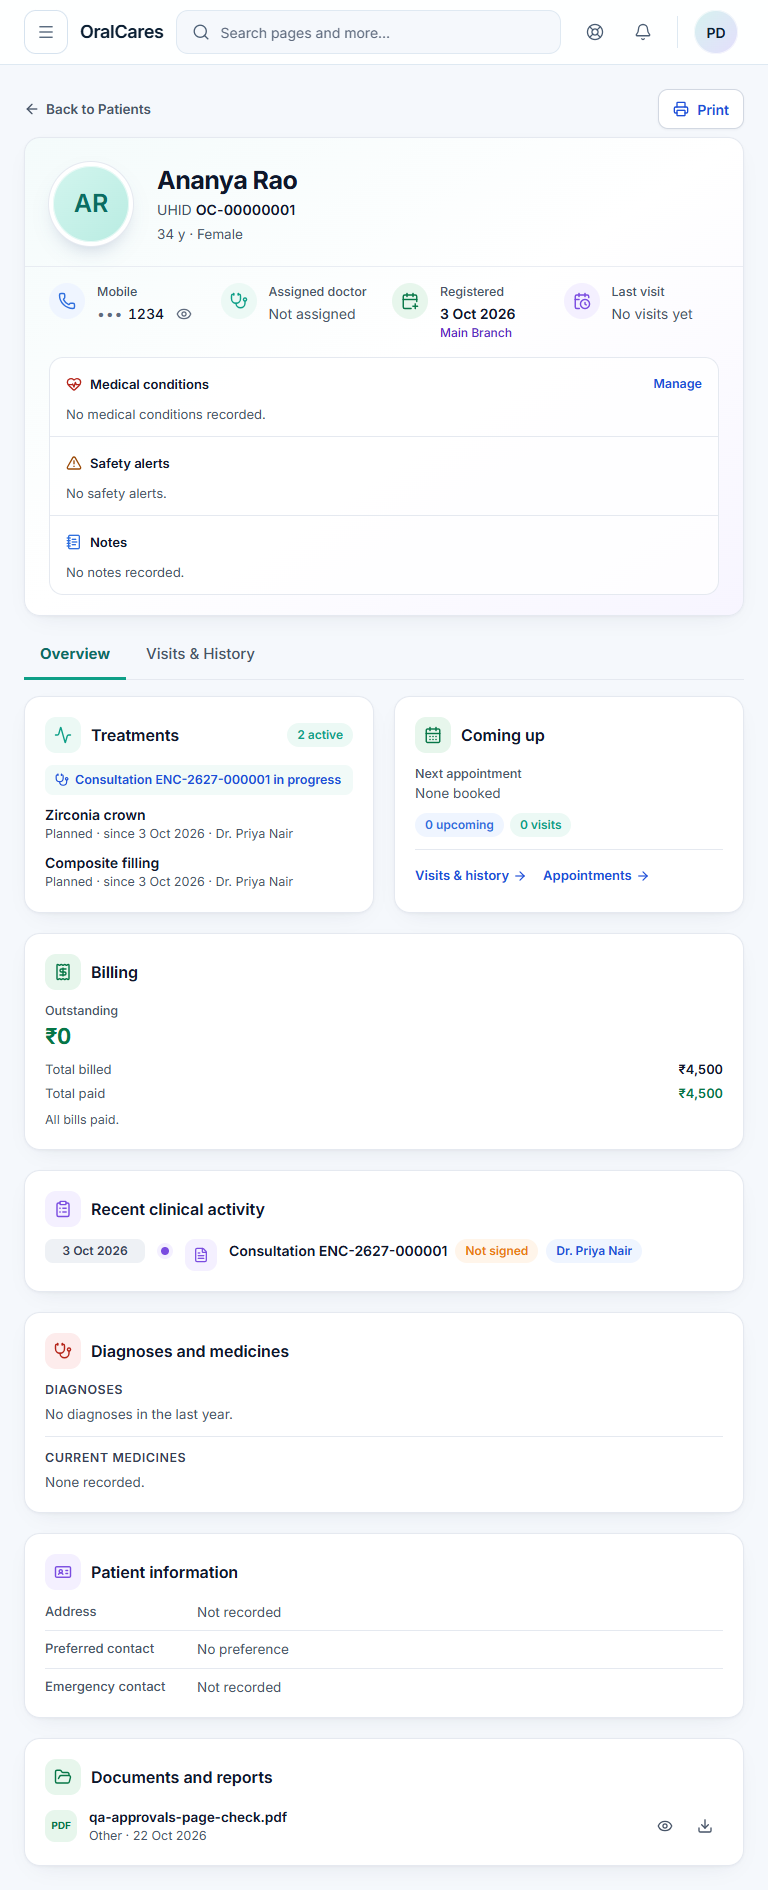 OralCares
Search pages and more...
PD
Back to Patients
Print
AR
Ananya Rao
UHID OC-00000001
34 y · Female
Mobile
••• 1234
Assigned doctor
Not assigned
Registered
3 Oct 2026
Main Branch
Last visit
No visits yet
Medical conditions
Manage
No medical conditions recorded.
Safety alerts
No safety alerts.
Notes
No notes recorded.
Overview
Visits & History
Treatments
2 active
Consultation ENC-2627-000001 in progress
Zirconia crown
Planned · since 3 Oct 2026 · Dr. Priya Nair
Composite filling
Planned · since 3 Oct 2026 · Dr. Priya Nair
Coming up
Next appointment
None booked
0 upcoming
0 visits
Visits & history →
Appointments →
Billing
Outstanding
₹0
Total billed
₹4,500
Total paid
₹4,500
All bills paid.
Recent clinical activity
3 Oct 2026
Consultation ENC-2627-000001
Not signed
Dr. Priya Nair
Diagnoses and medicines
DIAGNOSES
No diagnoses in the last year.
CURRENT MEDICINES
None recorded.
Patient information
Address
Not recorded
Preferred contact
No preference
Emergency contact
Not recorded
Documents and reports
PDF
qa-approvals-page-check.pdf
Other · 22 Oct 2026